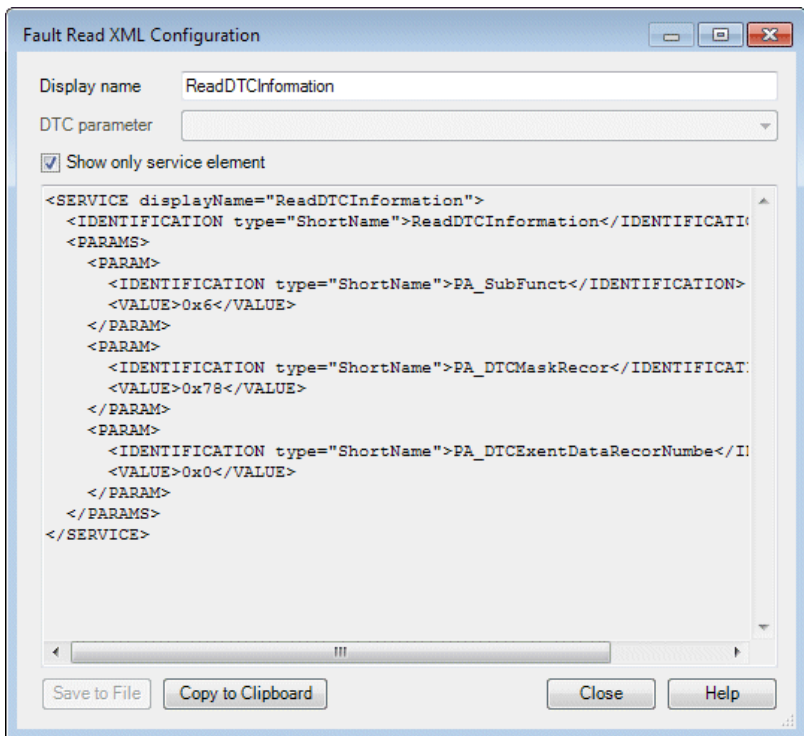 Fault Read XML Configuration
Display name ReadDTCInformation
DTC parameter
Show only service element
<SERVICE displayName="ReadDTCInformation">
  <IDENTIFICATION type="ShortName">ReadDTCInformation</IDENTIFICATI
  <PARAMS>
    <PARAM>
      <IDENTIFICATION type="ShortName">PA_SubFunct</IDENTIFICATION>
      <VALUE>0x6</VALUE>
    </PARAM>
    <PARAM>
      <IDENTIFICATION type="ShortName">PA_DTCMaskRecor</IDENTIFICAT
      <VALUE>0x78</VALUE>
    </PARAM>
    <PARAM>
      <IDENTIFICATION type="ShortName">PA_DTCExentDataRecorNumbe</I
      <VALUE>0x0</VALUE>
    </PARAM>
  </PARAMS>
</SERVICE>
Save to File Copy to Clipboard Close Help